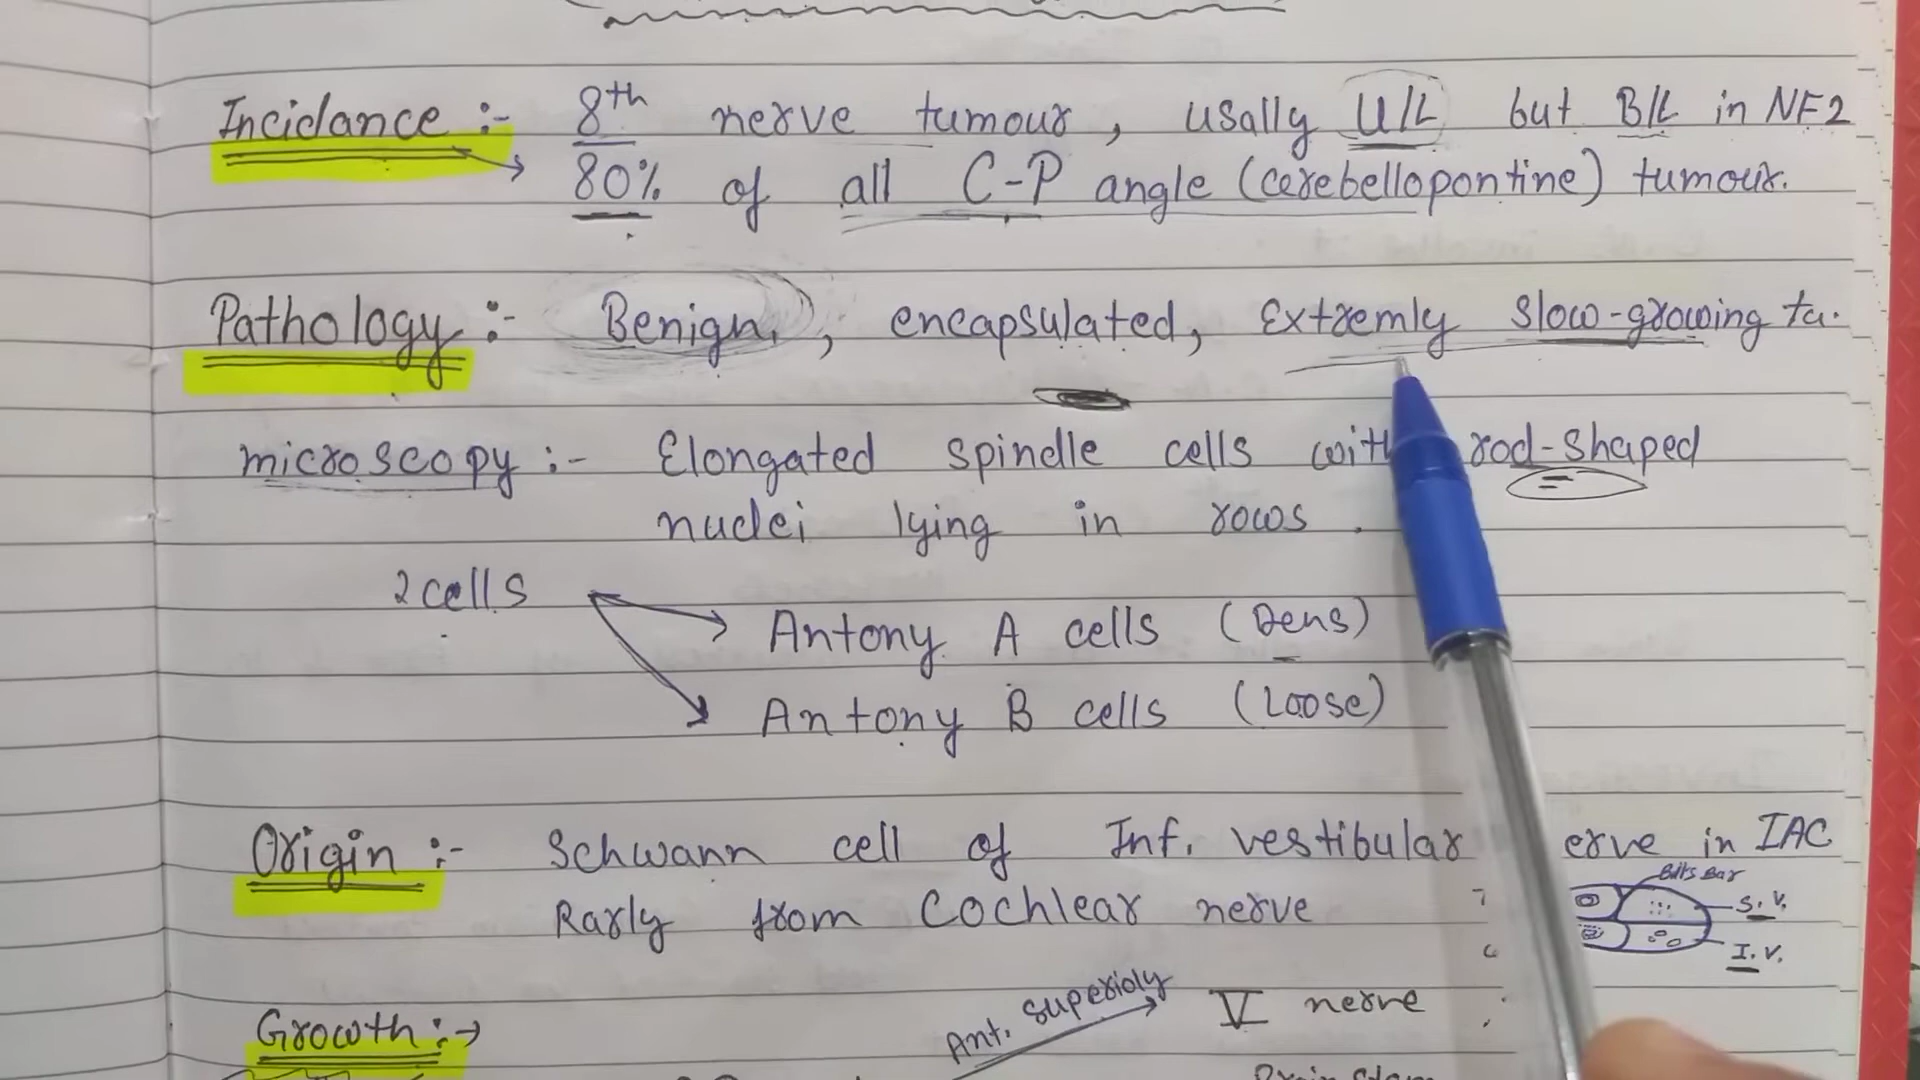 Incidance :- 8th nerve tumour, usally U/L but B/L in NF2
→ 80% of all C-P angle (cerebellopontine) tumour.
Pathology :- Benign, encapsulated, Extremly slow-growing tu.
microscopy :- Elongated spindle cells with rod-shaped
nuclei lying in rows.
2 cells → Antony A cells (Dens)
→ Antony B cells (Loose)
Origin :- Schwann cell of Inf. vestibular erve in IAC
Rarly from Cochlear nerve
Bills Bar
S.V.
I.V.
Growth :→
Ant. superioly → V nerve